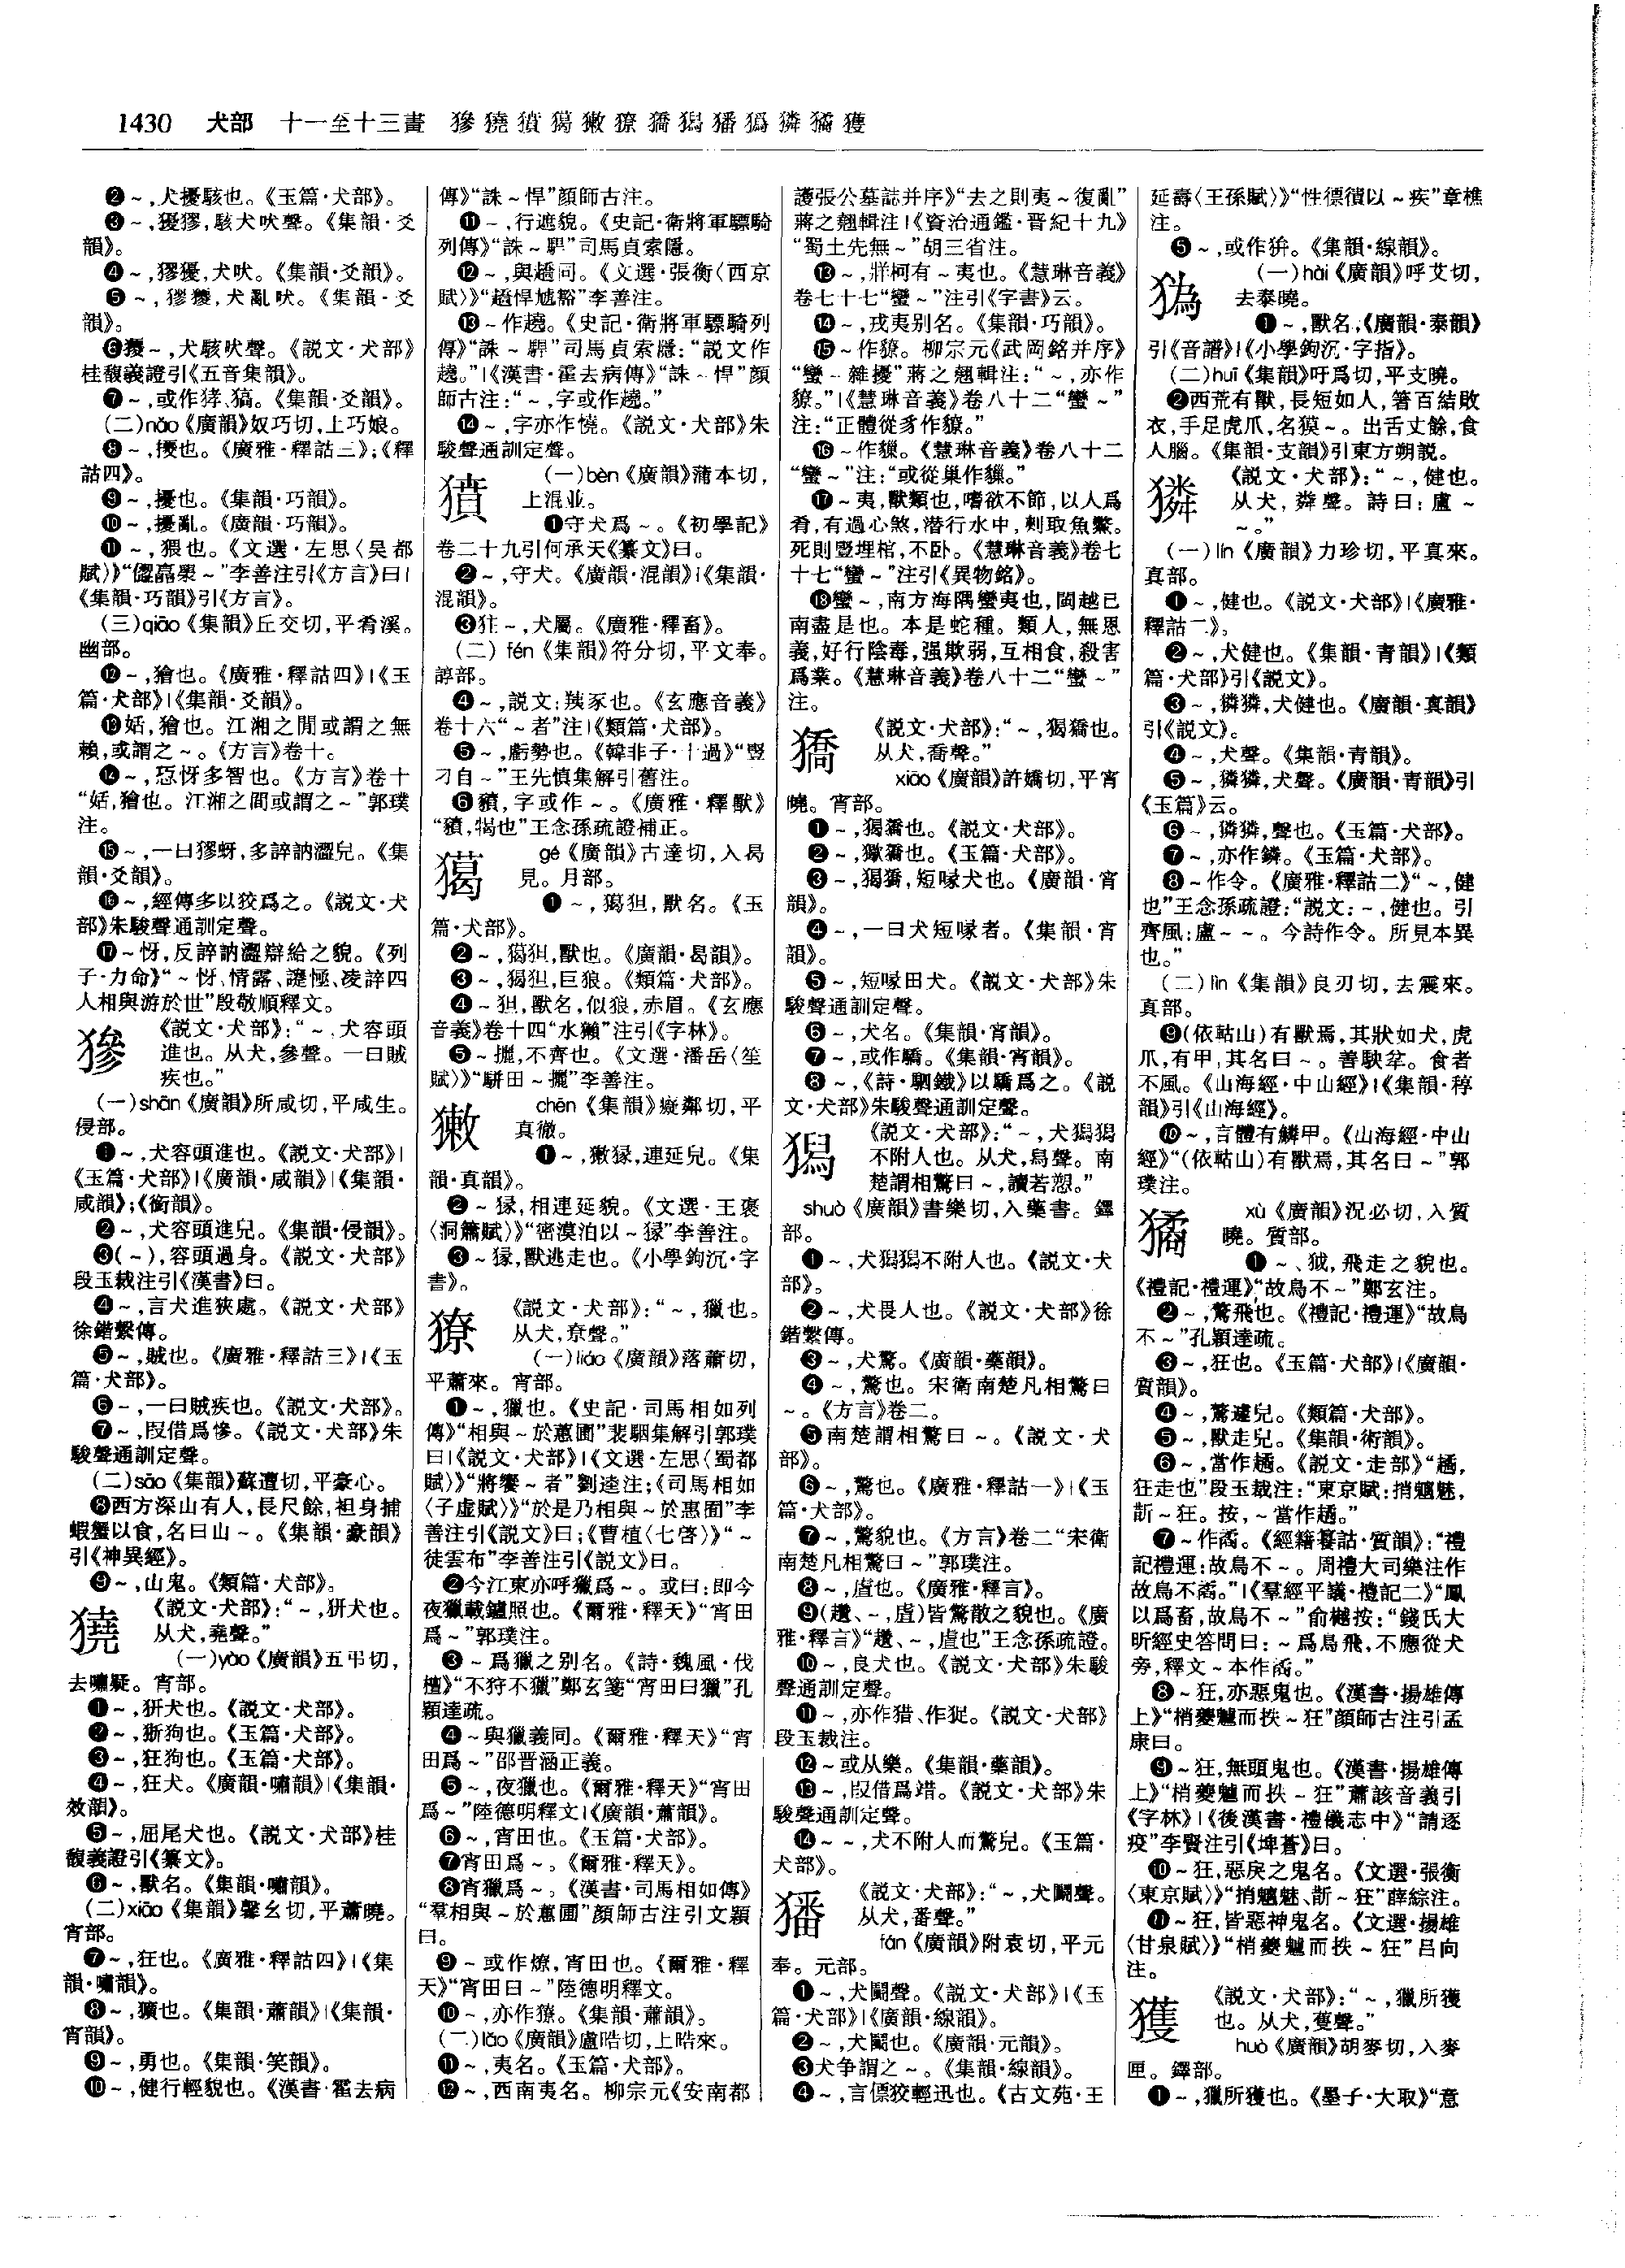 1430 犬部 十一至十三畫 獿獟獖獦獤獠獢獡獠獪獜獝獲
❷～,犬擾駭也。《玉篇·犬部》。
❸～,獿獿,駭犬吠聲。《集韻·爻
韻》。
❹～,獿獿,犬吠。《集韻·爻韻》。
❺～,獿獿,犬亂吠。《集韻·爻
韻》。
❻獿～,犬駭吠聲。《説文·犬部》
桂馥義證引《五音集韻》。
❼～,或作猙、猲。《集韻·爻韻》。
(二)nǎo《廣韻》奴巧切,上巧娘。
❽～,擾也。《廣雅·釋詁三》;《釋
詁四》。
❾～,擾也。《集韻·巧韻》。
❿～,擾亂。《廣韻·巧韻》。
⓫～,猥也。《文選·左思〈吳都
賦〉》“儠嚞衆～”李善注引《方言》曰|
《集韻·巧韻》引《方言》。
(三)qiāo《集韻》丘交切,平肴溪。
幽部。
⓬～,獪也。《廣雅·釋詁四》|《玉
篇·犬部》|《集韻·爻韻》。
⓭姡,獪也。江湘之閒或謂之無
賴,或謂之～。《方言》卷十。
⓮～,恐㤉多智也。《方言》卷十
“姡,獪也。江湘之間或謂之～”郭璞
注。
⓯～,一曰獿㺒,多誶訥澀皃。《集
韻·爻韻》。
⓰～,經傳多以狡爲之。《説文·犬
部》朱駿聲通訓定聲。
⓱～㤉,反誶訥澀辯給之貌。《列
子·力命》“～㤉、情露、𧮈㥛、凌誶四
人相與游於世”殷敬順釋文。
㺑 《説文·犬部》:“～,犬容頭
進也。从犬,參聲。一曰賊
疾也。”
(一)shān《廣韻》所咸切,平咸生。
侵部。
❶～,犬容頭進也。《説文·犬部》|
《玉篇·犬部》|《廣韻·咸韻》|《集韻·
咸韻》;《銜韻》。
❷～,犬容頭進皃。《集韻·侵韻》。
❸(～),容頭過身。《説文·犬部》
段玉裁注引《漢書》曰。
❹～,言犬進狹處。《説文·犬部》
徐鍇繫傳。
❺～,賊也。《廣雅·釋詁三》|《玉
篇·犬部》。
❻～,一曰賊疾也。《説文·犬部》。
❼～,叚借爲慘。《説文·犬部》朱
駿聲通訓定聲。
(二)sāo《集韻》蘇遭切,平豪心。
❽西方深山有人,長尺餘,袒身捕
蝦蟹以食,名曰山～。《集韻·豪韻》
引《神異經》。
❾～,山鬼。《類篇·犬部》。
獟 《説文·犬部》:“～,㹜犬也。
从犬,堯聲。”
(一)yào《廣韻》五弔切,
去嘯疑。宵部。
❶～,㹜犬也。《説文·犬部》。
❷～,狾狗也。《玉篇·犬部》。
❸～,狂狗也。《玉篇·犬部》。
❹～,狂犬。《廣韻·嘯韻》|《集韻·
效韻》。
❺～,屈尾犬也。《説文·犬部》桂
馥義證引《纂文》。
❻～,獸名。《集韻·嘯韻》。
(二)xiāo《集韻》馨幺切,平蕭曉。
宵部。
❼～,狂也。《廣雅·釋詁四》|《集
韻·嘯韻》。
❽～,獷也。《集韻·蕭韻》|《集韻·
宵韻》。
❾～,勇也。《集韻·笑韻》。
❿～,健行輕貌也。《漢書·霍去病
傳》“誅～悍”顔師古注。
⓫～,行遮貌。《史記·衛將軍驃騎
列傳》“誅～駻”司馬貞索隱。
⓬～,與趫同。《文選·張衡〈西京
賦〉》“趫悍虓豁”李善注。
⓭～作趬。《史記·衛將軍驃騎列
傳》“誅～駻”司馬貞索隱:“説文作
趬。”|《漢書·霍去病傳》“誅～悍”顔
師古注:“～,字或作趬。”
⓮～,字亦作憢。《説文·犬部》朱
駿聲通訓定聲。
獖 (一)bèn《廣韻》蒲本切,
上混並。
❶守犬爲～。《初學記》
卷二十九引何承天《纂文》曰。
❷～,守犬。《廣韻·混韻》|《集韻·
混韻》。
❸狌～,犬屬。《廣雅·釋畜》。
(二)fén《集韻》符分切,平文奉。
諄部。
❹～,説文:羠豕也。《玄應音義》
卷十六“～者”注|《類篇·犬部》。
❺～,虧勢也。《韓非子·十過》“豎
刁自～”王先慎集解引舊注。
❻豶,字或作～。《廣雅·釋獸》
“豶,犗也”王念孫疏證補正。
獦 gé《廣韻》古達切,入曷
見。月部。
❶～,獦狚,獸名。《玉
篇·犬部》。
❷～,獦狚,獸也。《廣韻·曷韻》。
❸～,獦狚,巨狼。《類篇·犬部》。
❹～狚,獸名,似狼,赤眉。《玄應
音義》卷十四“水獺”注引《字林》。
❺～㩉,不齊也。《文選·潘岳〈笙
賦〉》“駢田～㩉”李善注。
獤 chēn《集韻》癡鄰切,平
真徹。
❶～,獤猭,連延皃。《集
韻·真韻》。
❷～猭,相連延貌。《文選·王褒
〈洞簫賦〉》“密漠泊以～猭”李善注。
❸～猭,獸逃走也。《小學鉤沉·字
書》。
獠 《説文·犬部》:“～,獵也。
从犬,尞聲。”
(一)liáo《廣韻》落蕭切,
平蕭來。宵部。
❶～,獵也。《史記·司馬相如列
傳》“相與～於蕙圃”裴駰集解引郭璞
曰|《説文·犬部》|《文選·左思〈蜀都
賦〉》“將饗～者”劉逵注;《司馬相如
〈子虛賦〉》“於是乃相與～於惠囿”李
善注引《説文》曰;《曹植〈七啓〉》“～
徒雲布”李善注引《説文》曰。
❷今江東亦呼獵爲～。或曰:即今
夜獵載鑪照也。《爾雅·釋天》“宵田
爲～”郭璞注。
❸～爲獵之别名。《詩·魏風·伐
檀》“不狩不獵”鄭玄箋“宵田曰獵”孔
穎達疏。
❹～與獵義同。《爾雅·釋天》“宵
田爲～”邵晉涵正義。
❺～,夜獵也。《爾雅·釋天》“宵田
爲～”陸德明釋文|《廣韻·蕭韻》。
❻～,宵田也。《玉篇·犬部》。
❼宵田爲～。《爾雅·釋天》。
❽宵獵爲～。《漢書·司馬相如傳》
“羣相與～於蕙圃”顔師古注引文穎
曰。
❾～或作燎,宵田也。《爾雅·釋
天》“宵田曰～”陸德明釋文。
❿～,亦作獠。《集韻·蕭韻》。
(二)lǎo《廣韻》盧晧切,上晧來。
⓫～,夷名。《玉篇·犬部》。
⓬～,西南夷名。柳宗元《安南都
護張公墓誌并序》“去之則夷～復亂”
蔣之翹輯注|《資治通鑑·晉紀十九》
“蜀土先無～”胡三省注。
⓭～,牂柯有～夷也。《慧琳音義》
卷七十七“蠻～”注引《字書》云。
⓮～,戎夷别名。《集韻·巧韻》。
⓯～作獠。柳宗元《武岡銘并序》
“蠻～雜擾”蔣之翹輯注:“～,亦作
獠。”|《慧琳音義》卷八十二“蠻～”
注:“正體從豸作獠。”
⓰～作㺐。《慧琳音義》卷八十二
“蠻～”注:“或從巢作㺐。”
⓱～夷,獸類也,嗜欲不節,以人爲
肴,有過心煞,潛行水中,刺取魚鱉。
死則豎埋棺,不卧。《慧琳音義》卷七
十七“蠻～”注引《異物銘》。
⓲蠻～,南方海隅蠻夷也,閩越已
南盡是也。本是蛇種。類人,無恩
義,好行陰毒,强欺弱,互相食,殺害
爲業。《慧琳音義》卷八十二“蠻～”
注。
獢 《説文·犬部》:“～,猲獢也。
从犬,喬聲。”
xiāo《廣韻》許嬌切,平宵
曉。宵部。
❶～,猲獢也。《説文·犬部》。
❷～,獥獢也。《玉篇·犬部》。
❸～,猲獢,短喙犬也。《廣韻·宵
韻》。
❹～,一曰犬短喙者。《集韻·宵
韻》。
❺～,短喙田犬。《説文·犬部》朱
駿聲通訓定聲。
❻～,犬名。《集韻·宵韻》。
❼～,或作驕。《集韻·宵韻》。
❽～,《詩·駟鐵》以驕爲之。《説
文·犬部》朱駿聲通訓定聲。
獡 《説文·犬部》:“～,犬獡獡
不附人也。从犬,舄聲。南
楚謂相驚曰～,讀若愬。”
shuò《廣韻》書樂切,入藥書。鐸
部。
❶～,犬獡獡不附人也。《説文·犬
部》。
❷～,犬畏人也。《説文·犬部》徐
鍇繫傳。
❸～,犬驚。《廣韻·藥韻》。
❹～,驚也。宋衛南楚凡相驚曰
～。《方言》卷二。
❺南楚謂相驚曰～。《説文·犬
部》。
❻～,驚也。《廣雅·釋詁一》|《玉
篇·犬部》。
❼～,驚貌也。《方言》卷二“宋衛
南楚凡相驚曰～”郭璞注。
❽～,虘也。《廣雅·釋言》。
❾(趞、～,虘)皆驚散之貌也。《廣
雅·釋言》“趞、～,虘也”王念孫疏證。
❿～,良犬也。《説文·犬部》朱駿
聲通訓定聲。
⓫～,亦作猎、作㹱。《説文·犬部》
段玉裁注。
⓬～或从樂。《集韻·藥韻》。
⓭～,叚借爲䧿。《説文·犬部》朱
駿聲通訓定聲。
⓮～～,犬不附人而驚皃。《玉篇·
犬部》。
㺕 《説文·犬部》:“～,犬鬭聲。
从犬,番聲。”
fán《廣韻》附袁切,平元
奉。元部。
❶～,犬鬭聲。《説文·犬部》|《玉
篇·犬部》|《廣韻·線韻》。
❷～,犬鬭也。《廣韻·元韻》。
❸犬争謂之～。《集韻·線韻》。
❹～,言僄狡輕迅也。《古文苑·王
延壽〈王孫賦〉》“性㒓㣪以～疾”章樵
注。
❺～,或作㹃。《集韻·線韻》。
㺔 (一)hài《廣韻》呼艾切,
去泰曉。
❶～,獸名。《廣韻·泰韻》
引《音譜》|《小學鉤沉·字指》。
(二)huī《集韻》吁爲切,平支曉。
❷西荒有獸,長短如人,箸百結敗
衣,手足虎爪,名獏～。出舌丈餘,食
人腦。《集韻·支韻》引東方朔説。
獜 《説文·犬部》:“～,健也。
从犬,粦聲。詩曰:盧～
～。”
(一)lín《廣韻》力珍切,平真來。
真部。
❶～,健也。《説文·犬部》|《廣雅·
釋詁二》。
❷～,犬健也。《集韻·青韻》|《類
篇·犬部》引《説文》。
❸～,獜獜,犬健也。《廣韻·真韻》
引《説文》。
❹～,犬聲。《集韻·青韻》。
❺～,獜獜,犬聲。《廣韻·青韻》引
《玉篇》云。
❻～,獜獜,聲也。《玉篇·犬部》。
❼～,亦作鏻。《玉篇·犬部》。
❽～作令。《廣雅·釋詁二》“～,健
也”王念孫疏證:“説文:～,健也。引
齊風:盧～～。今詩作令。所見本異
也。”
(二)lìn《集韻》良刃切,去震來。
真部。
❾(依軲山)有獸焉,其狀如犬,虎
爪,有甲,其名曰～。善駚𡘜。食者
不風。《山海經·中山經》|《集韻·稕
韻》引《山海經》。
❿～,言體有鱗甲。《山海經·中山
經》“(依軲山)有獸焉,其名曰～”郭
璞注。
獝 xù《廣韻》況必切,入質
曉。質部。
❶～、狘,飛走之貌也。
《禮記·禮運》“故鳥不～”鄭玄注。
❷～,驚飛也。《禮記·禮運》“故鳥
不～”孔穎達疏。
❸～,狂也。《玉篇·犬部》|《廣韻·
質韻》。
❹～,驚遽皃。《類篇·犬部》。
❺～,獸走皃。《集韻·術韻》。
❻～,當作趫。《説文·走部》“趫,
狂走也”段玉裁注:“東京賦:捎魑魅,
斮～狂。按,～當作趫。”
❼～作矞。《經籍籑詁·質韻》:“禮
記禮運:故鳥不～。周禮大司樂注作
故鳥不矞。”|《羣經平議·禮記二》“鳳
以爲畜,故鳥不～”俞樾按:“錢氏大
昕經史答問曰:～爲鳥飛,不應從犬
旁,釋文～本作矞。”
❽～狂,亦惡鬼也。《漢書·揚雄傳
上》“梢夔魖而抶～狂”顔師古注引孟
康曰。
❾～狂,無頭鬼也。《漢書·揚雄傳
上》“梢夔魖而抶～狂”蕭該音義引
《字林》|《後漢書·禮儀志中》“請逐
疫”李賢注引《埤蒼》曰。
❿～狂,惡戾之鬼名。《文選·張衡
〈東京賦〉》“捎魑魅、斮～狂”薛綜注。
⓫～狂,皆惡神鬼名。《文選·揚雄
〈甘泉賦〉》“梢夔魖而抶～狂”吕向
注。
獲 《説文·犬部》:“～,獵所獲
也。从犬,蒦聲。”
huò《廣韻》胡麥切,入麥
匣。鐸部。
❶～,獵所獲也。《墨子·大取》“意